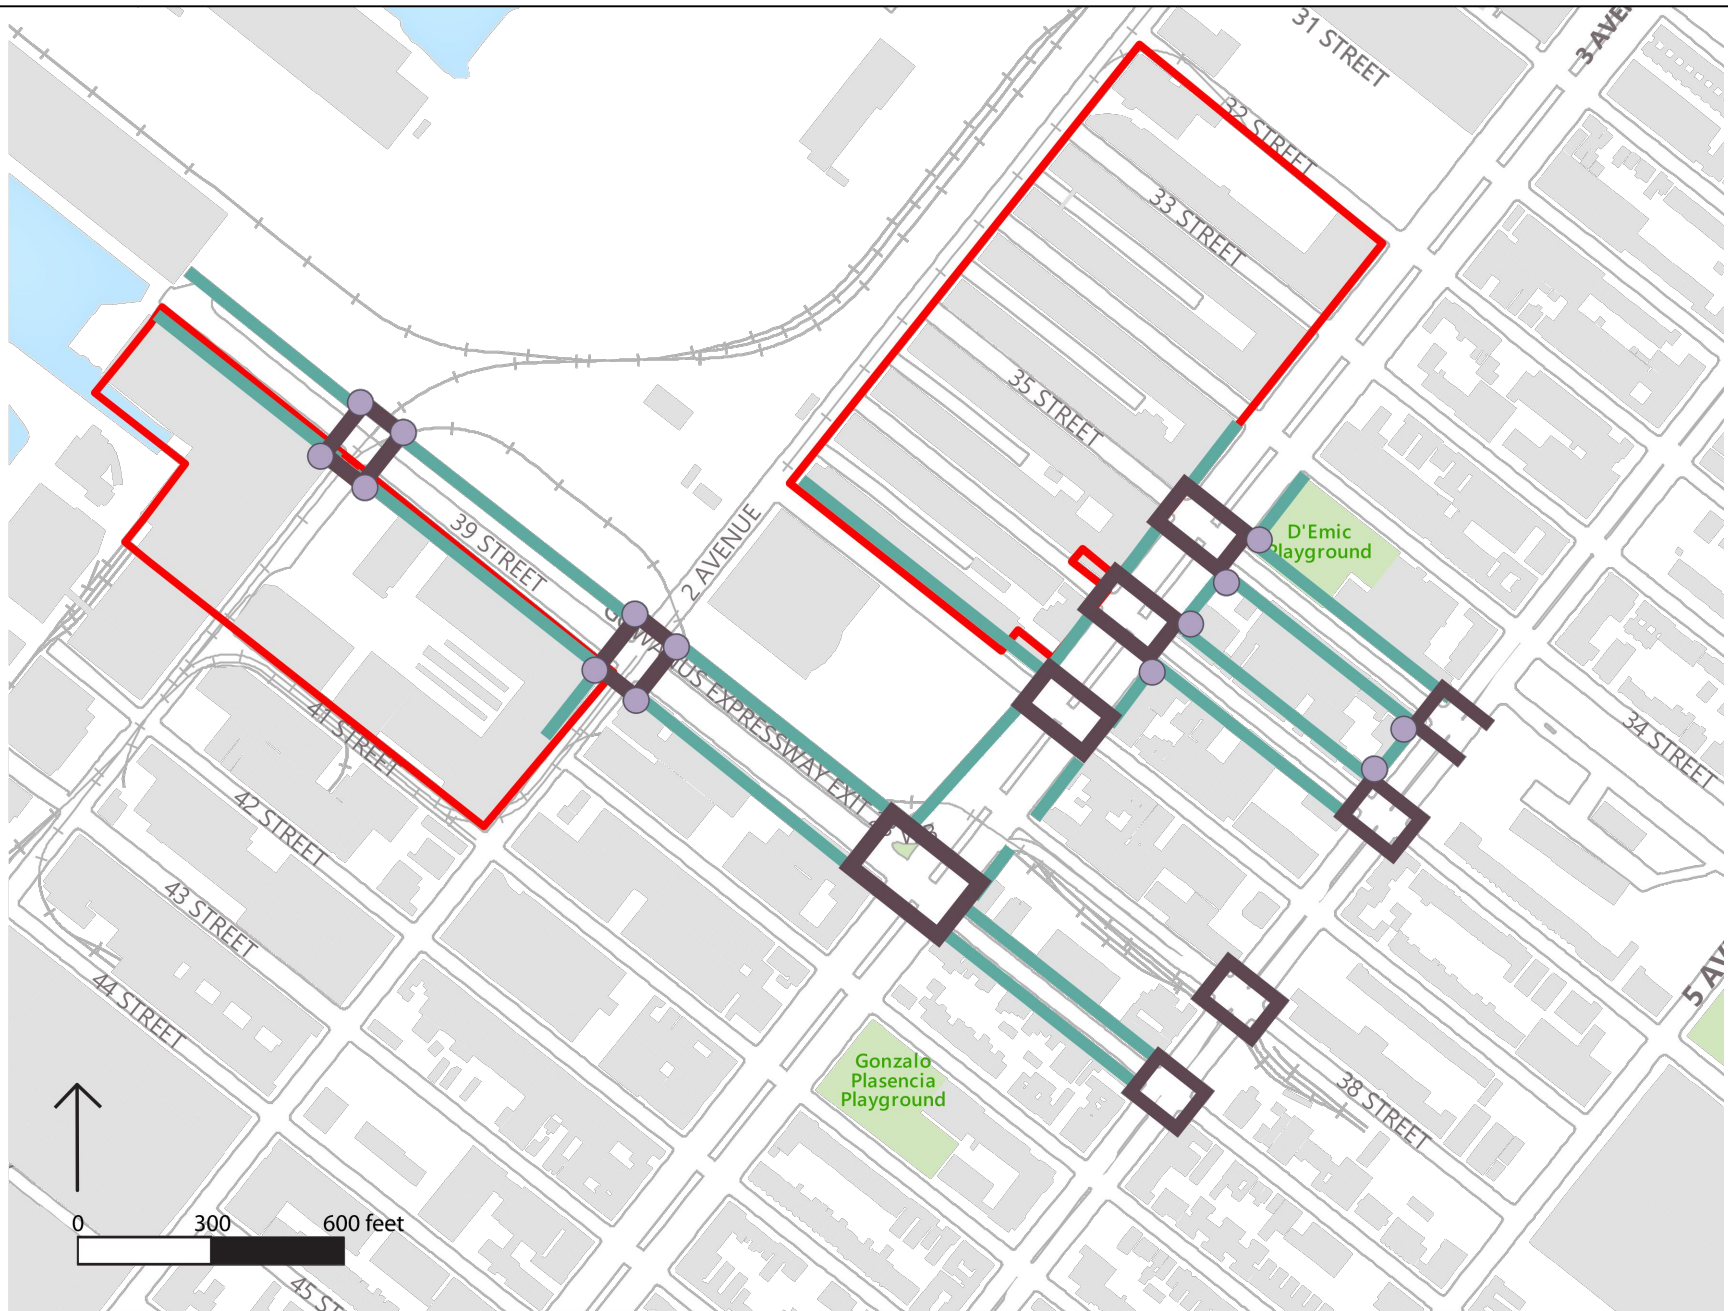 31 STREET
3 AVEN
32 STREET
33 STREET
35 STREET
D'Emic
Playground
39 STREET
2 AVENUE
EXPRESSWAY EXIT
34 STREET
41 STREET
42 STREET
43 STREET
44 STREET
5 AV
Gonzalo
Plasencia
Playground
38 STREET
0 300 600 feet
45 ST